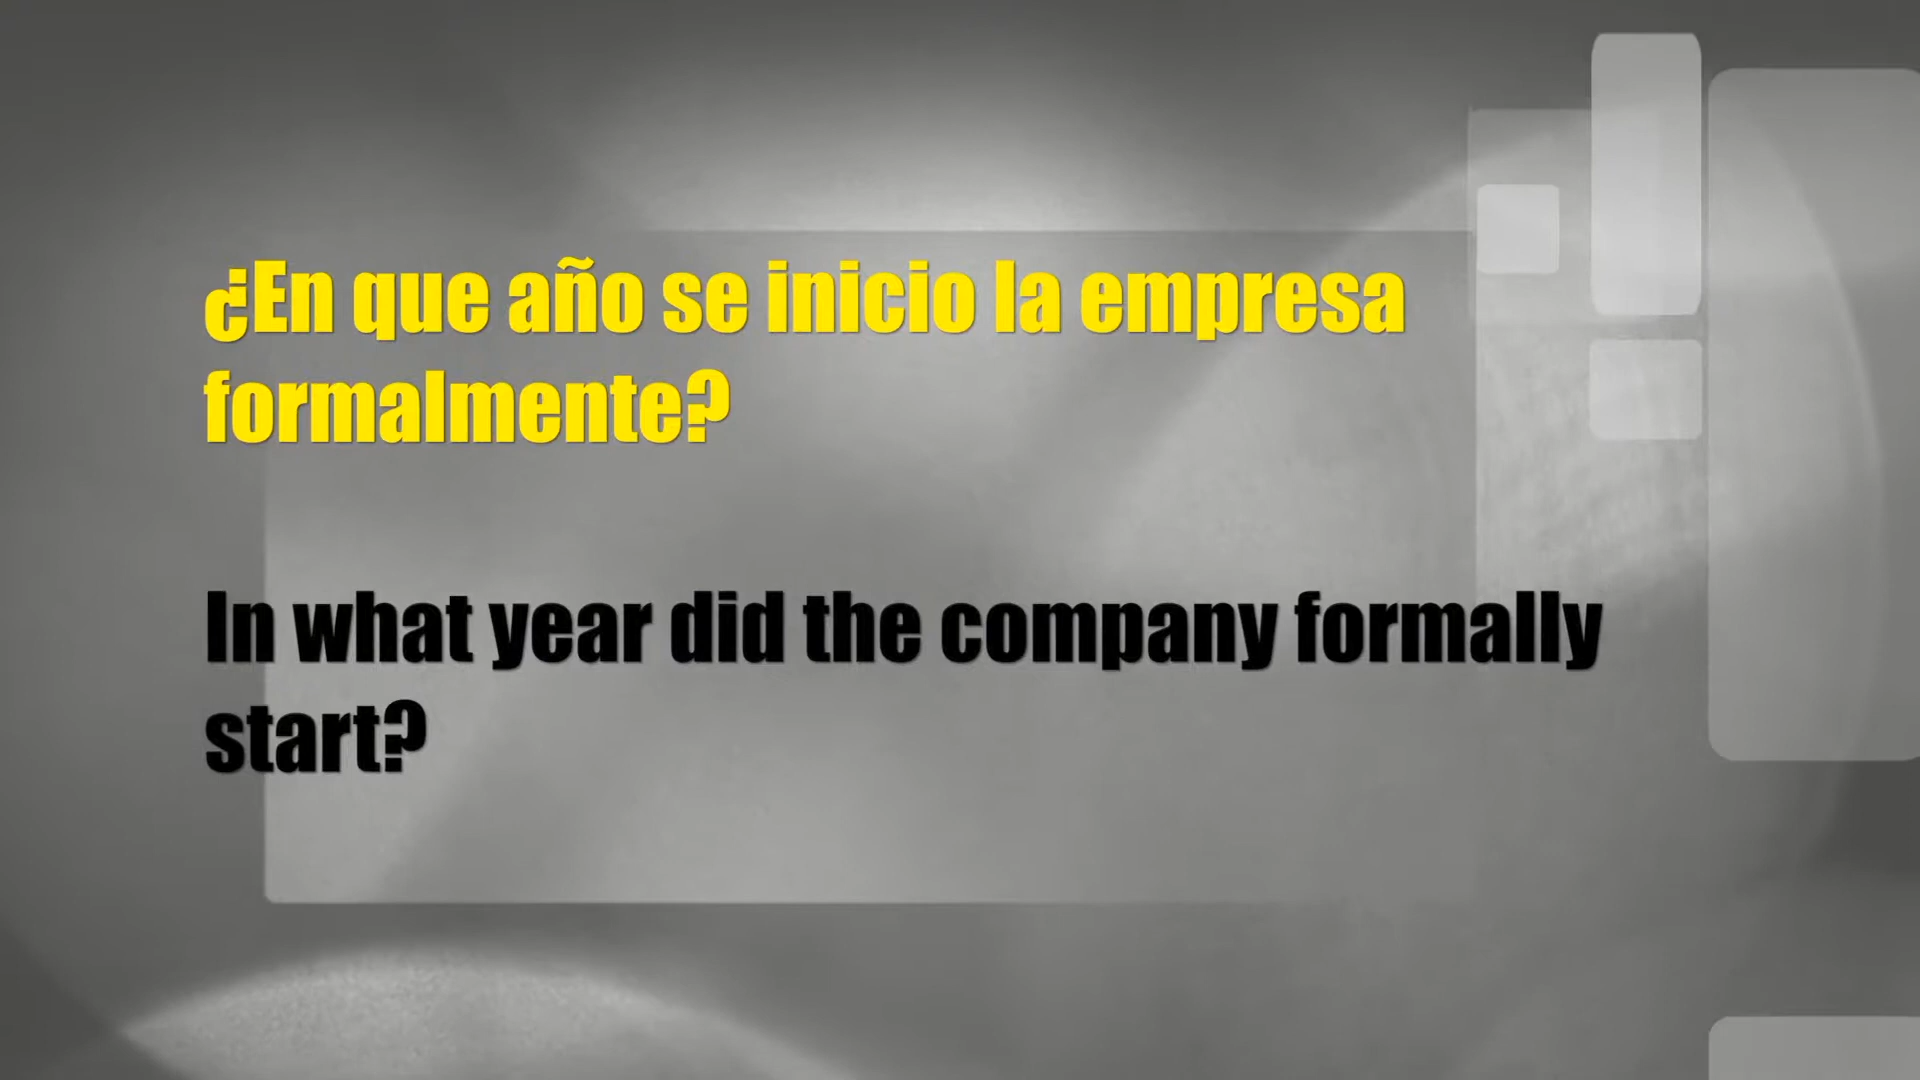 ¿En que año se inicio la empresa
formalmente?
In what year did the company formally
start?